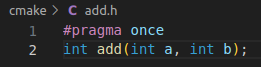 cmake > C add.h
1 #pragma once
2 int add(int a, int b);